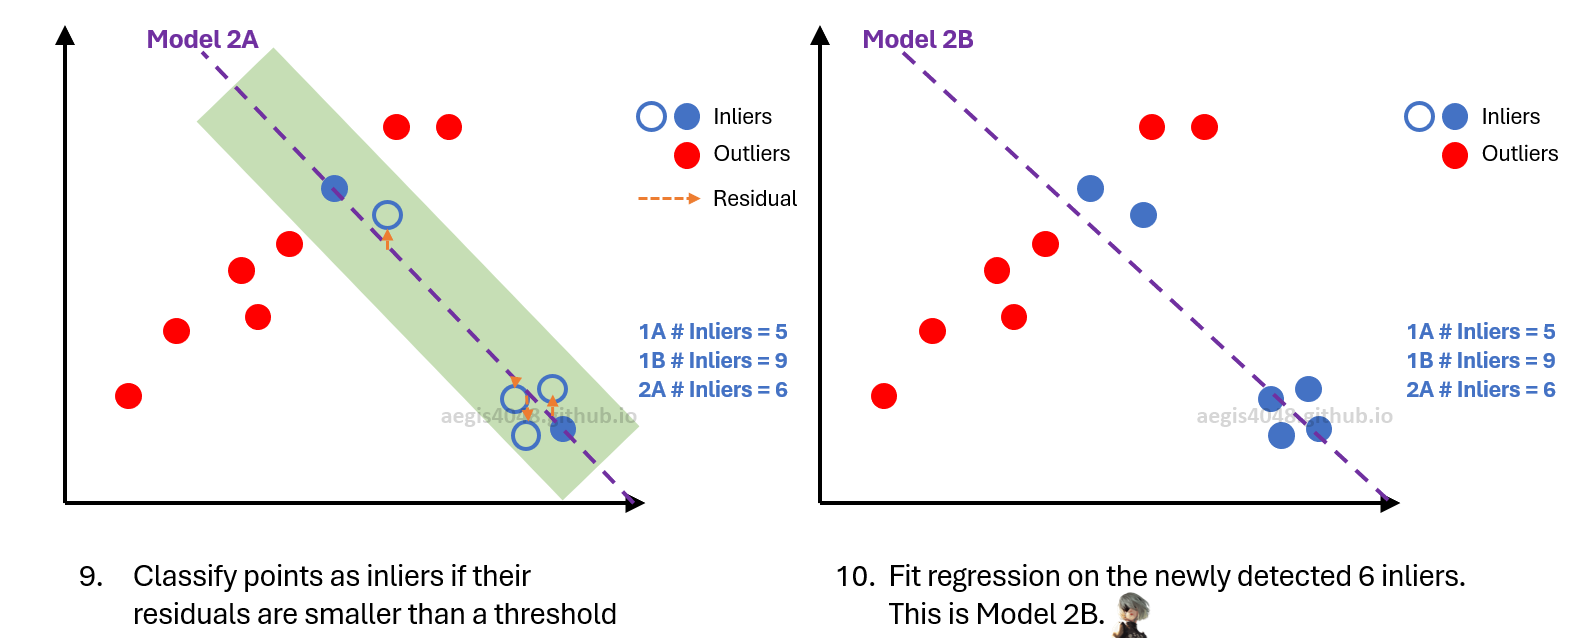 Model 2A
Inliers
Outliers
Residual
1A # Inliers = 5
1B # Inliers = 9
2A # Inliers = 6
aegis4048.github.io
9. Classify points as inliers if their
residuals are smaller than a threshold
Model 2B
Inliers
Outliers
1A # Inliers = 5
1B # Inliers = 9
2A # Inliers = 6
aegis4048.github.io
10. Fit regression on the newly detected 6 inliers.
This is Model 2B.